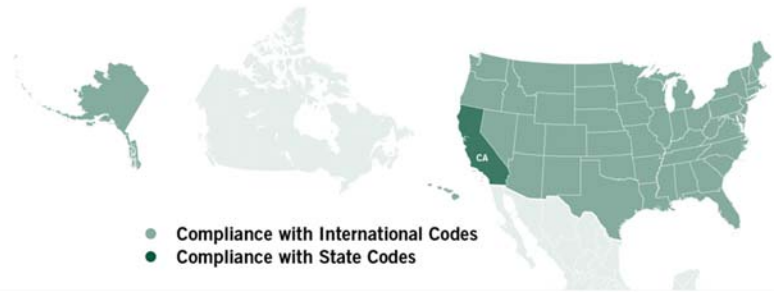 CA
Compliance with International Codes
Compliance with State Codes